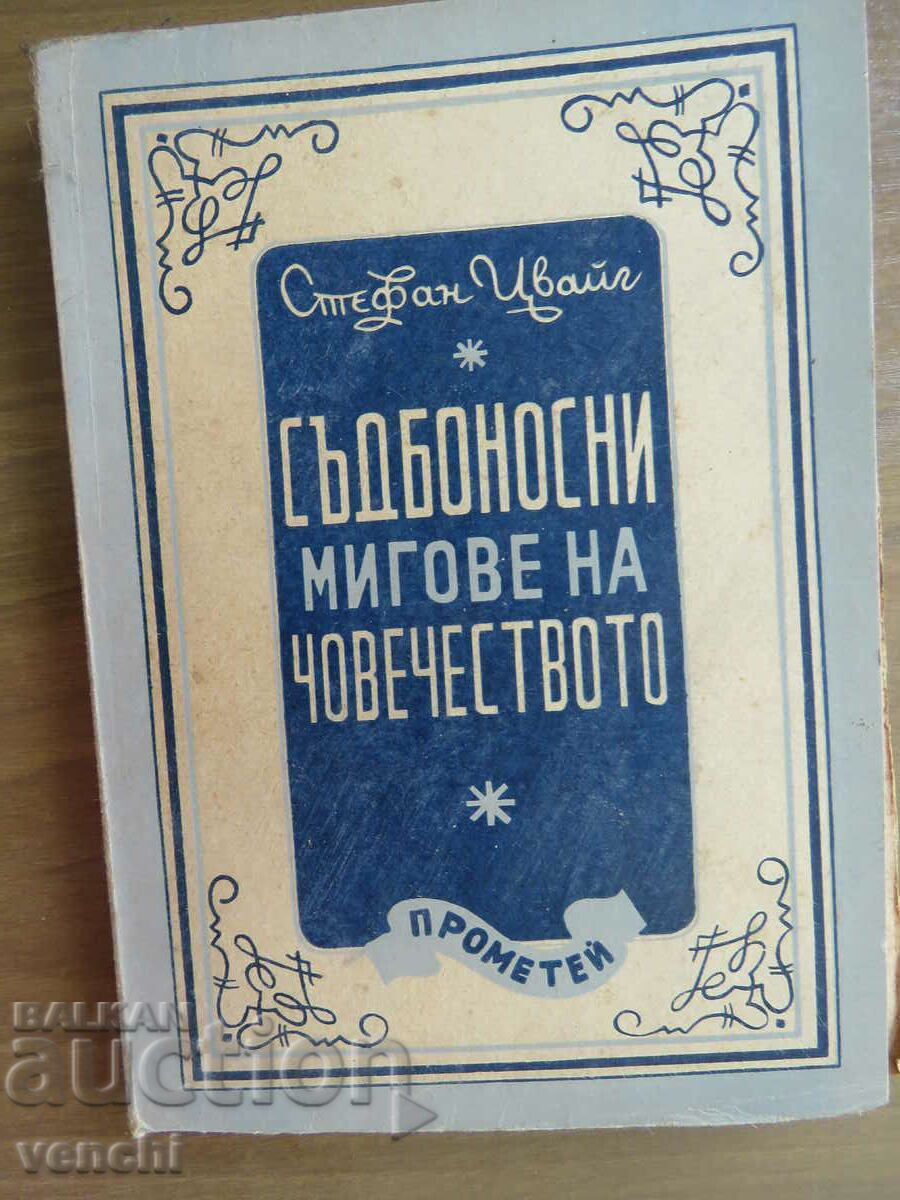 Стефан Цвайг
СЪДБОНОСНИ
МИГОВЕ НА
ЧОВЕЧЕСТВОТО
ПРОМЕТЕЙ
BALKAN
auction
venchi